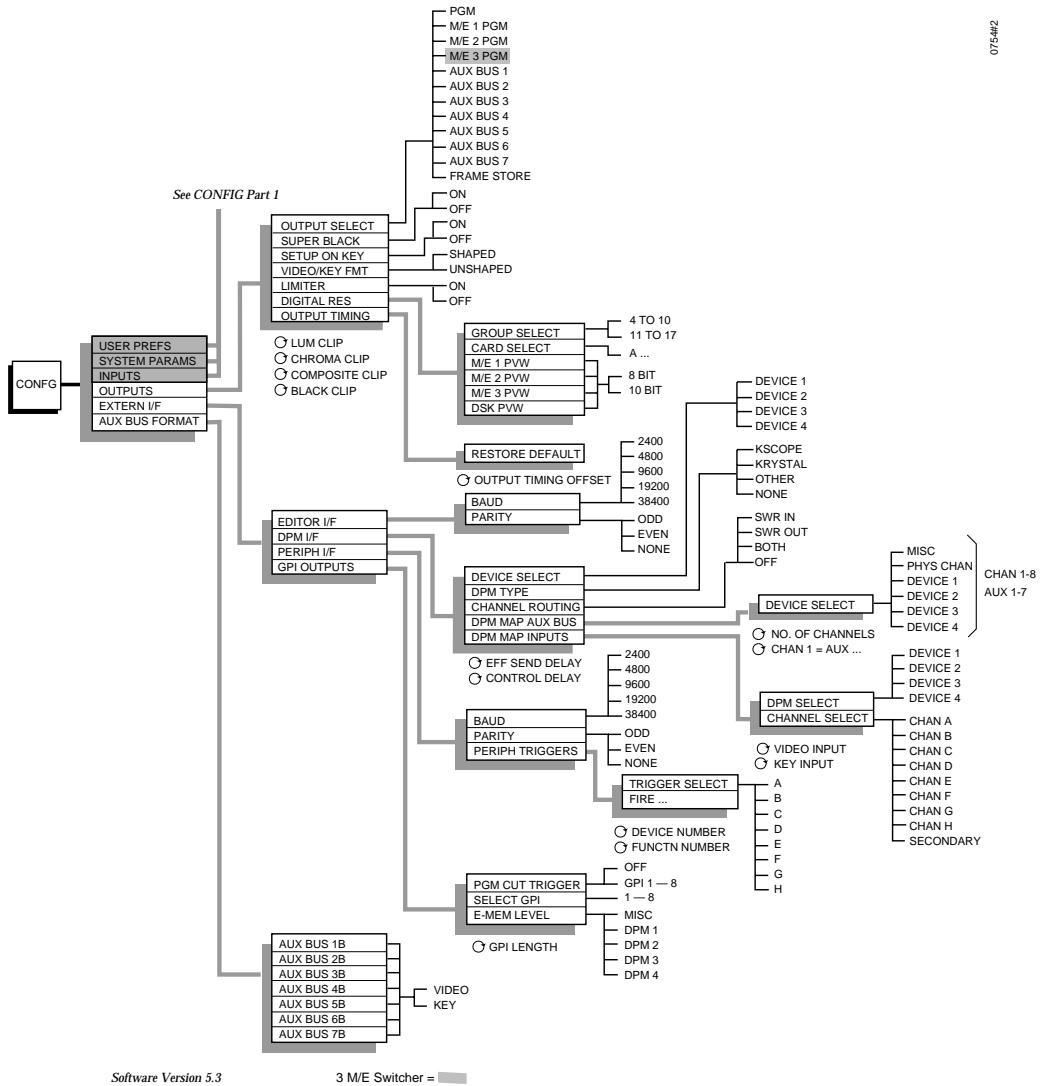 0754#2
PGM
M/E 1 PGM
M/E 2 PGM
M/E 3 PGM
AUX BUS 1
AUX BUS 2
AUX BUS 3
AUX BUS 4
AUX BUS 5
AUX BUS 6
AUX BUS 7
FRAME STORE
See CONFIG Part 1
ON
OFF
ON
OFF
SHAPED
UNSHAPED
ON
OFF
OUTPUT SELECT
SUPER BLACK
SETUP ON KEY
VIDEO/KEY FMT
LIMITER
DIGITAL RES
OUTPUT TIMING
LUM CLIP
CHROMA CLIP
COMPOSITE CLIP
BLACK CLIP
CONFG
USER PREFS
SYSTEM PARAMS
INPUTS
OUTPUTS
EXTERN I/F
AUX BUS FORMAT
GROUP SELECT
CARD SELECT
M/E 1 PVW
M/E 2 PVW
M/E 3 PVW
DSK PVW
4 TO 10
11 TO 17
A ...
8 BIT
10 BIT
RESTORE DEFAULT
OUTPUT TIMING OFFSET
EDITOR I/F
DPM I/F
PERIPH I/F
GPI OUTPUTS
BAUD
PARITY
2400
4800
9600
19200
38400
ODD
EVEN
NONE
DEVICE SELECT
DPM TYPE
CHANNEL ROUTING
DPM MAP AUX BUS
DPM MAP INPUTS
EFF SEND DELAY
CONTROL DELAY
DEVICE 1
DEVICE 2
DEVICE 3
DEVICE 4
KSCOPE
KRYSTAL
OTHER
NONE
SWR IN
SWR OUT
BOTH
OFF
DEVICE SELECT
NO. OF CHANNELS
CHAN 1 = AUX ...
MISC
PHYS CHAN
DEVICE 1
DEVICE 2
DEVICE 3
DEVICE 4
CHAN 1-8
AUX 1-7
DPM SELECT
CHANNEL SELECT
VIDEO INPUT
KEY INPUT
DEVICE 1
DEVICE 2
DEVICE 3
DEVICE 4
CHAN A
CHAN B
CHAN C
CHAN D
CHAN E
CHAN F
CHAN G
CHAN H
SECONDARY
BAUD
PARITY
PERIPH TRIGGERS
2400
4800
9600
19200
38400
ODD
EVEN
NONE
TRIGGER SELECT
FIRE ...
DEVICE NUMBER
FUNCTN NUMBER
A
B
C
D
E
F
G
H
PGM CUT TRIGGER
SELECT GPI
E-MEM LEVEL
GPI LENGTH
OFF
GPI 1 — 8
1 — 8
MISC
DPM 1
DPM 2
DPM 3
DPM 4
AUX BUS 1B
AUX BUS 2B
AUX BUS 3B
AUX BUS 4B
AUX BUS 5B
AUX BUS 6B
AUX BUS 7B
VIDEO
KEY
Software Version 5.3
3 M/E Switcher =